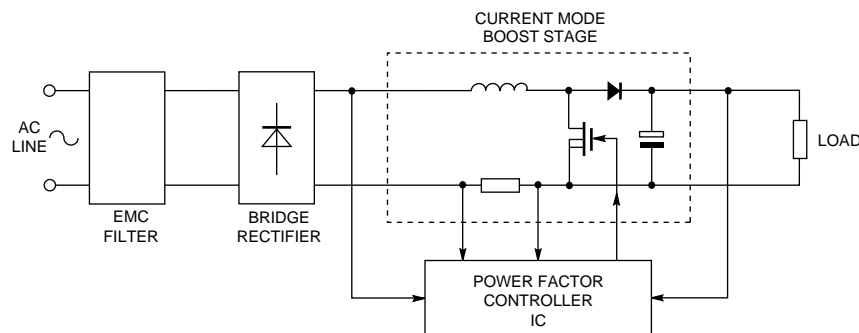 CURRENT MODE
BOOST STAGE
AC
LINE
LOAD
EMC
FILTER
BRIDGE
RECTIFIER
POWER FACTOR
CONTROLLER
IC